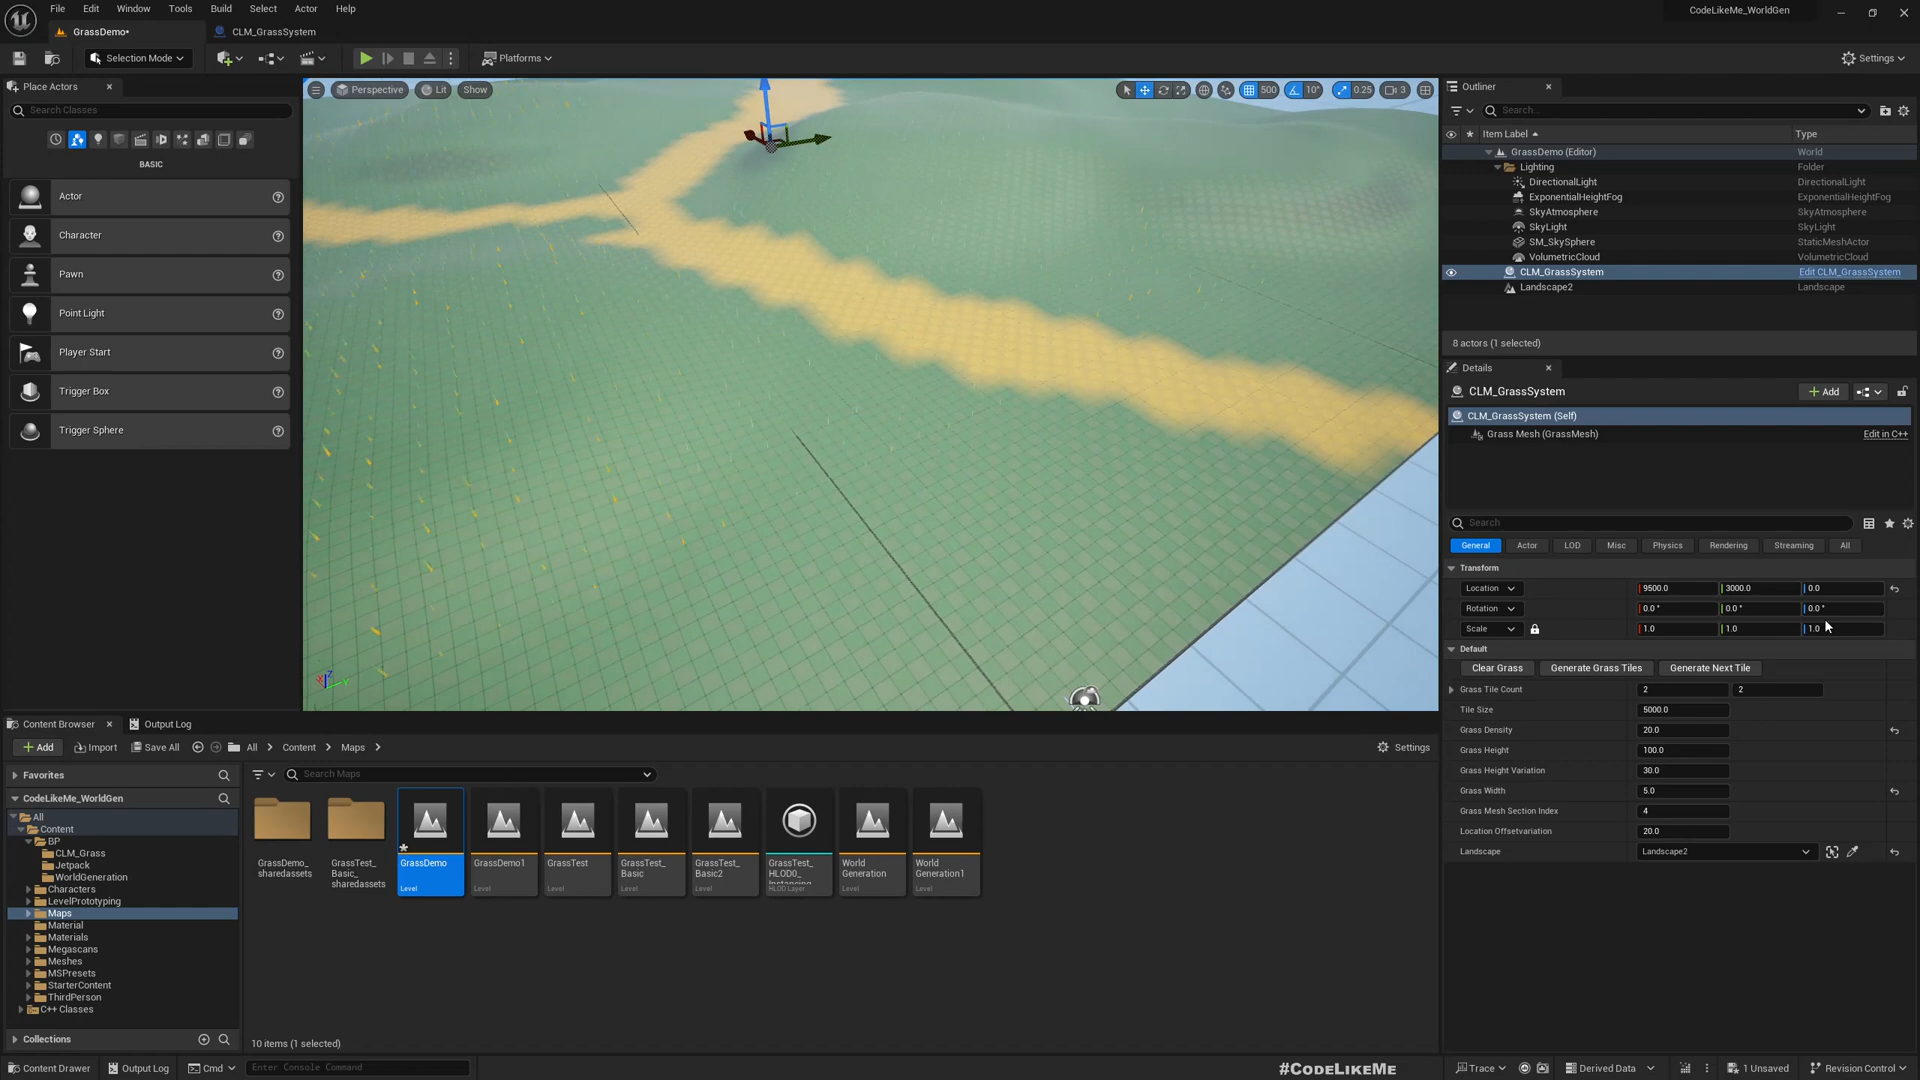 File Edit Window Tools Build Select Actor Help
CodeLikeMe_WorldGen
GrassDemo•
CLM_GrassSystem
Selection Mode
Platforms
Settings
Place Actors
Search Classes
BASIC
Actor
Character
Pawn
Point Light
Player Start
Trigger Box
Trigger Sphere
Perspective Lit Show
500 10° 0.25 3
Outliner
Search...
Item Label Type
GrassDemo (Editor) World
Lighting Folder
DirectionalLight DirectionalLight
ExponentialHeightFog ExponentialHeightFog
SkyAtmosphere SkyAtmosphere
SkyLight SkyLight
SM_SkySphere StaticMeshActor
VolumetricCloud VolumetricCloud
CLM_GrassSystem Edit CLM_GrassSystem
Landscape2 Landscape
8 actors (1 selected)
Details
CLM_GrassSystem
Add
CLM_GrassSystem (Self)
Grass Mesh (GrassMesh) Edit in C++
Search
General Actor LOD Misc Physics Rendering Streaming All
Transform
Location 9500.0 3000.0 0.0
Rotation 0.0 ° 0.0 ° 0.0 °
Scale 1.0 1.0 1.0
Default
Clear Grass Generate Grass Tiles Generate Next Tile
Grass Tile Count 2 2
Tile Size 5000.0
Grass Density 20.0
Grass Height 100.0
Grass Height Variation 30.0
Grass Width 5.0
Grass Mesh Section Index 4
Location Offsetvariation 20.0
Landscape Landscape2
Content Browser
Output Log
Add Import Save All All Content Maps
Settings
Favorites
Search Maps
CodeLikeMe_WorldGen
All
Content
BP
CLM_Grass
Jetpack
WorldGeneration
Characters
LevelPrototyping
Maps
Material
Materials
Megascans
Meshes
MSPresets
StarterContent
ThirdPerson
C++ Classes
Collections
GrassDemo_
sharedassets
GrassTest_
Basic_
sharedassets
GrassDemo
Level
GrassDemo1
Level
GrassTest
Level
GrassTest_
Basic
Level
GrassTest_
Basic2
Level
GrassTest_
HLOD0_
Instancing
HLOD Layer
World
Generation
Level
World
Generation1
Level
10 items (1 selected)
Content Drawer Output Log Cmd Enter Console Command
#CodeLikeMe
Trace Derived Data 1 Unsaved Revision Control
X Z Y